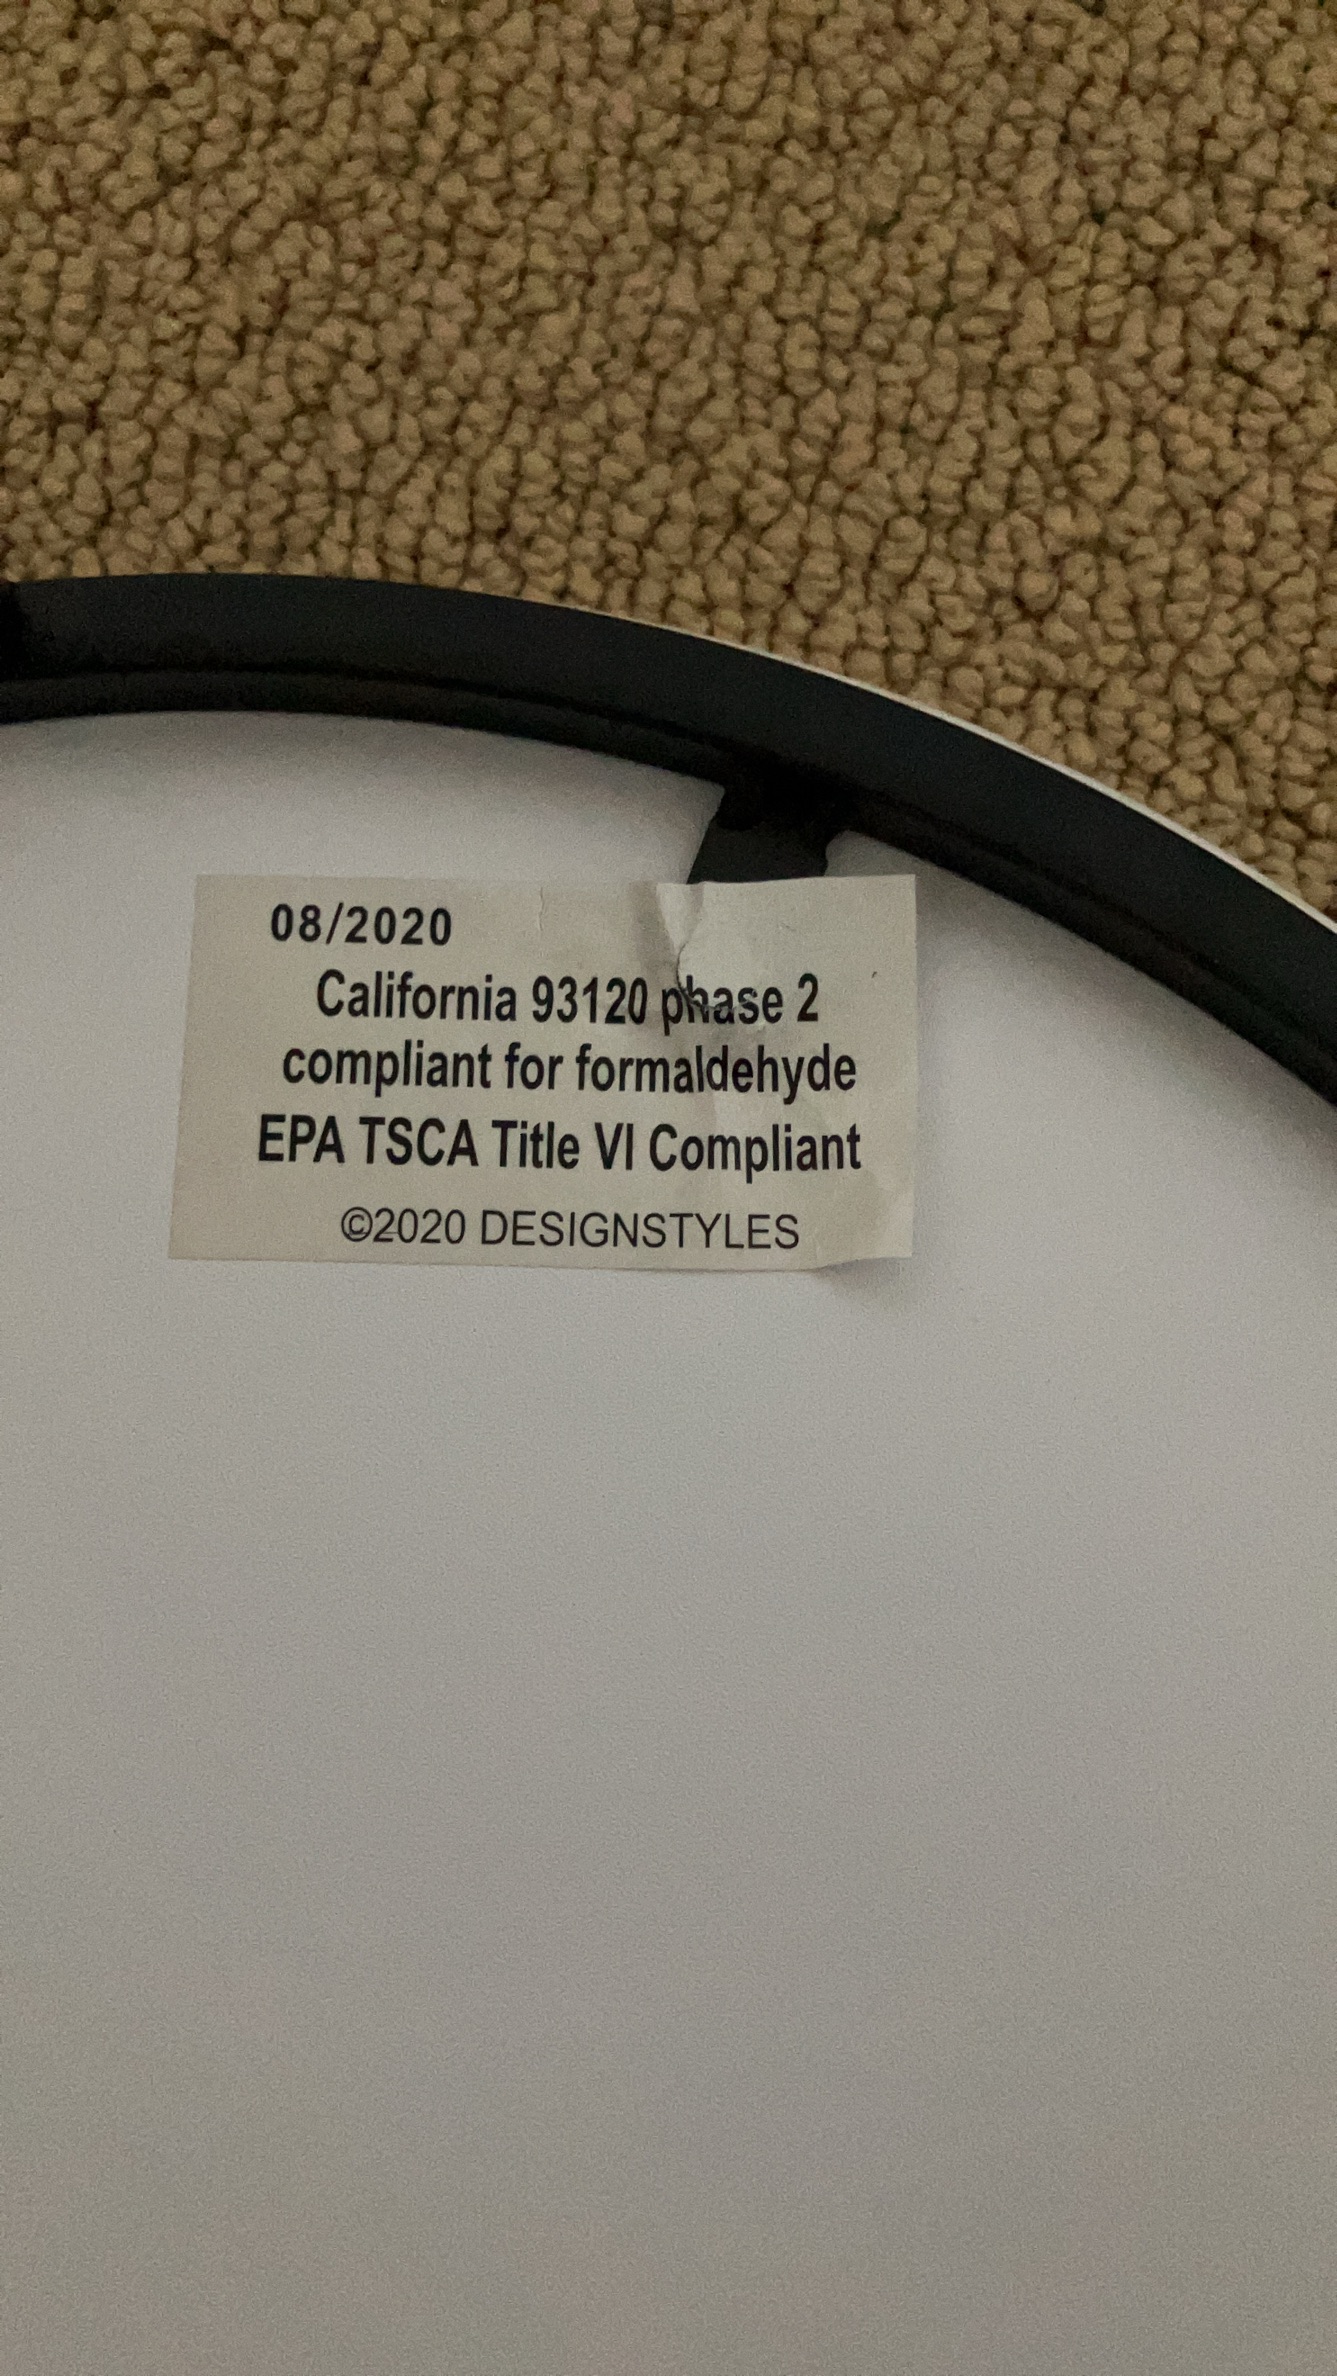 08/2020
California 93120 phase 2
compliant for formaldehyde
EPA TSCA Title VI Compliant
©2020 DESIGNSTYLES